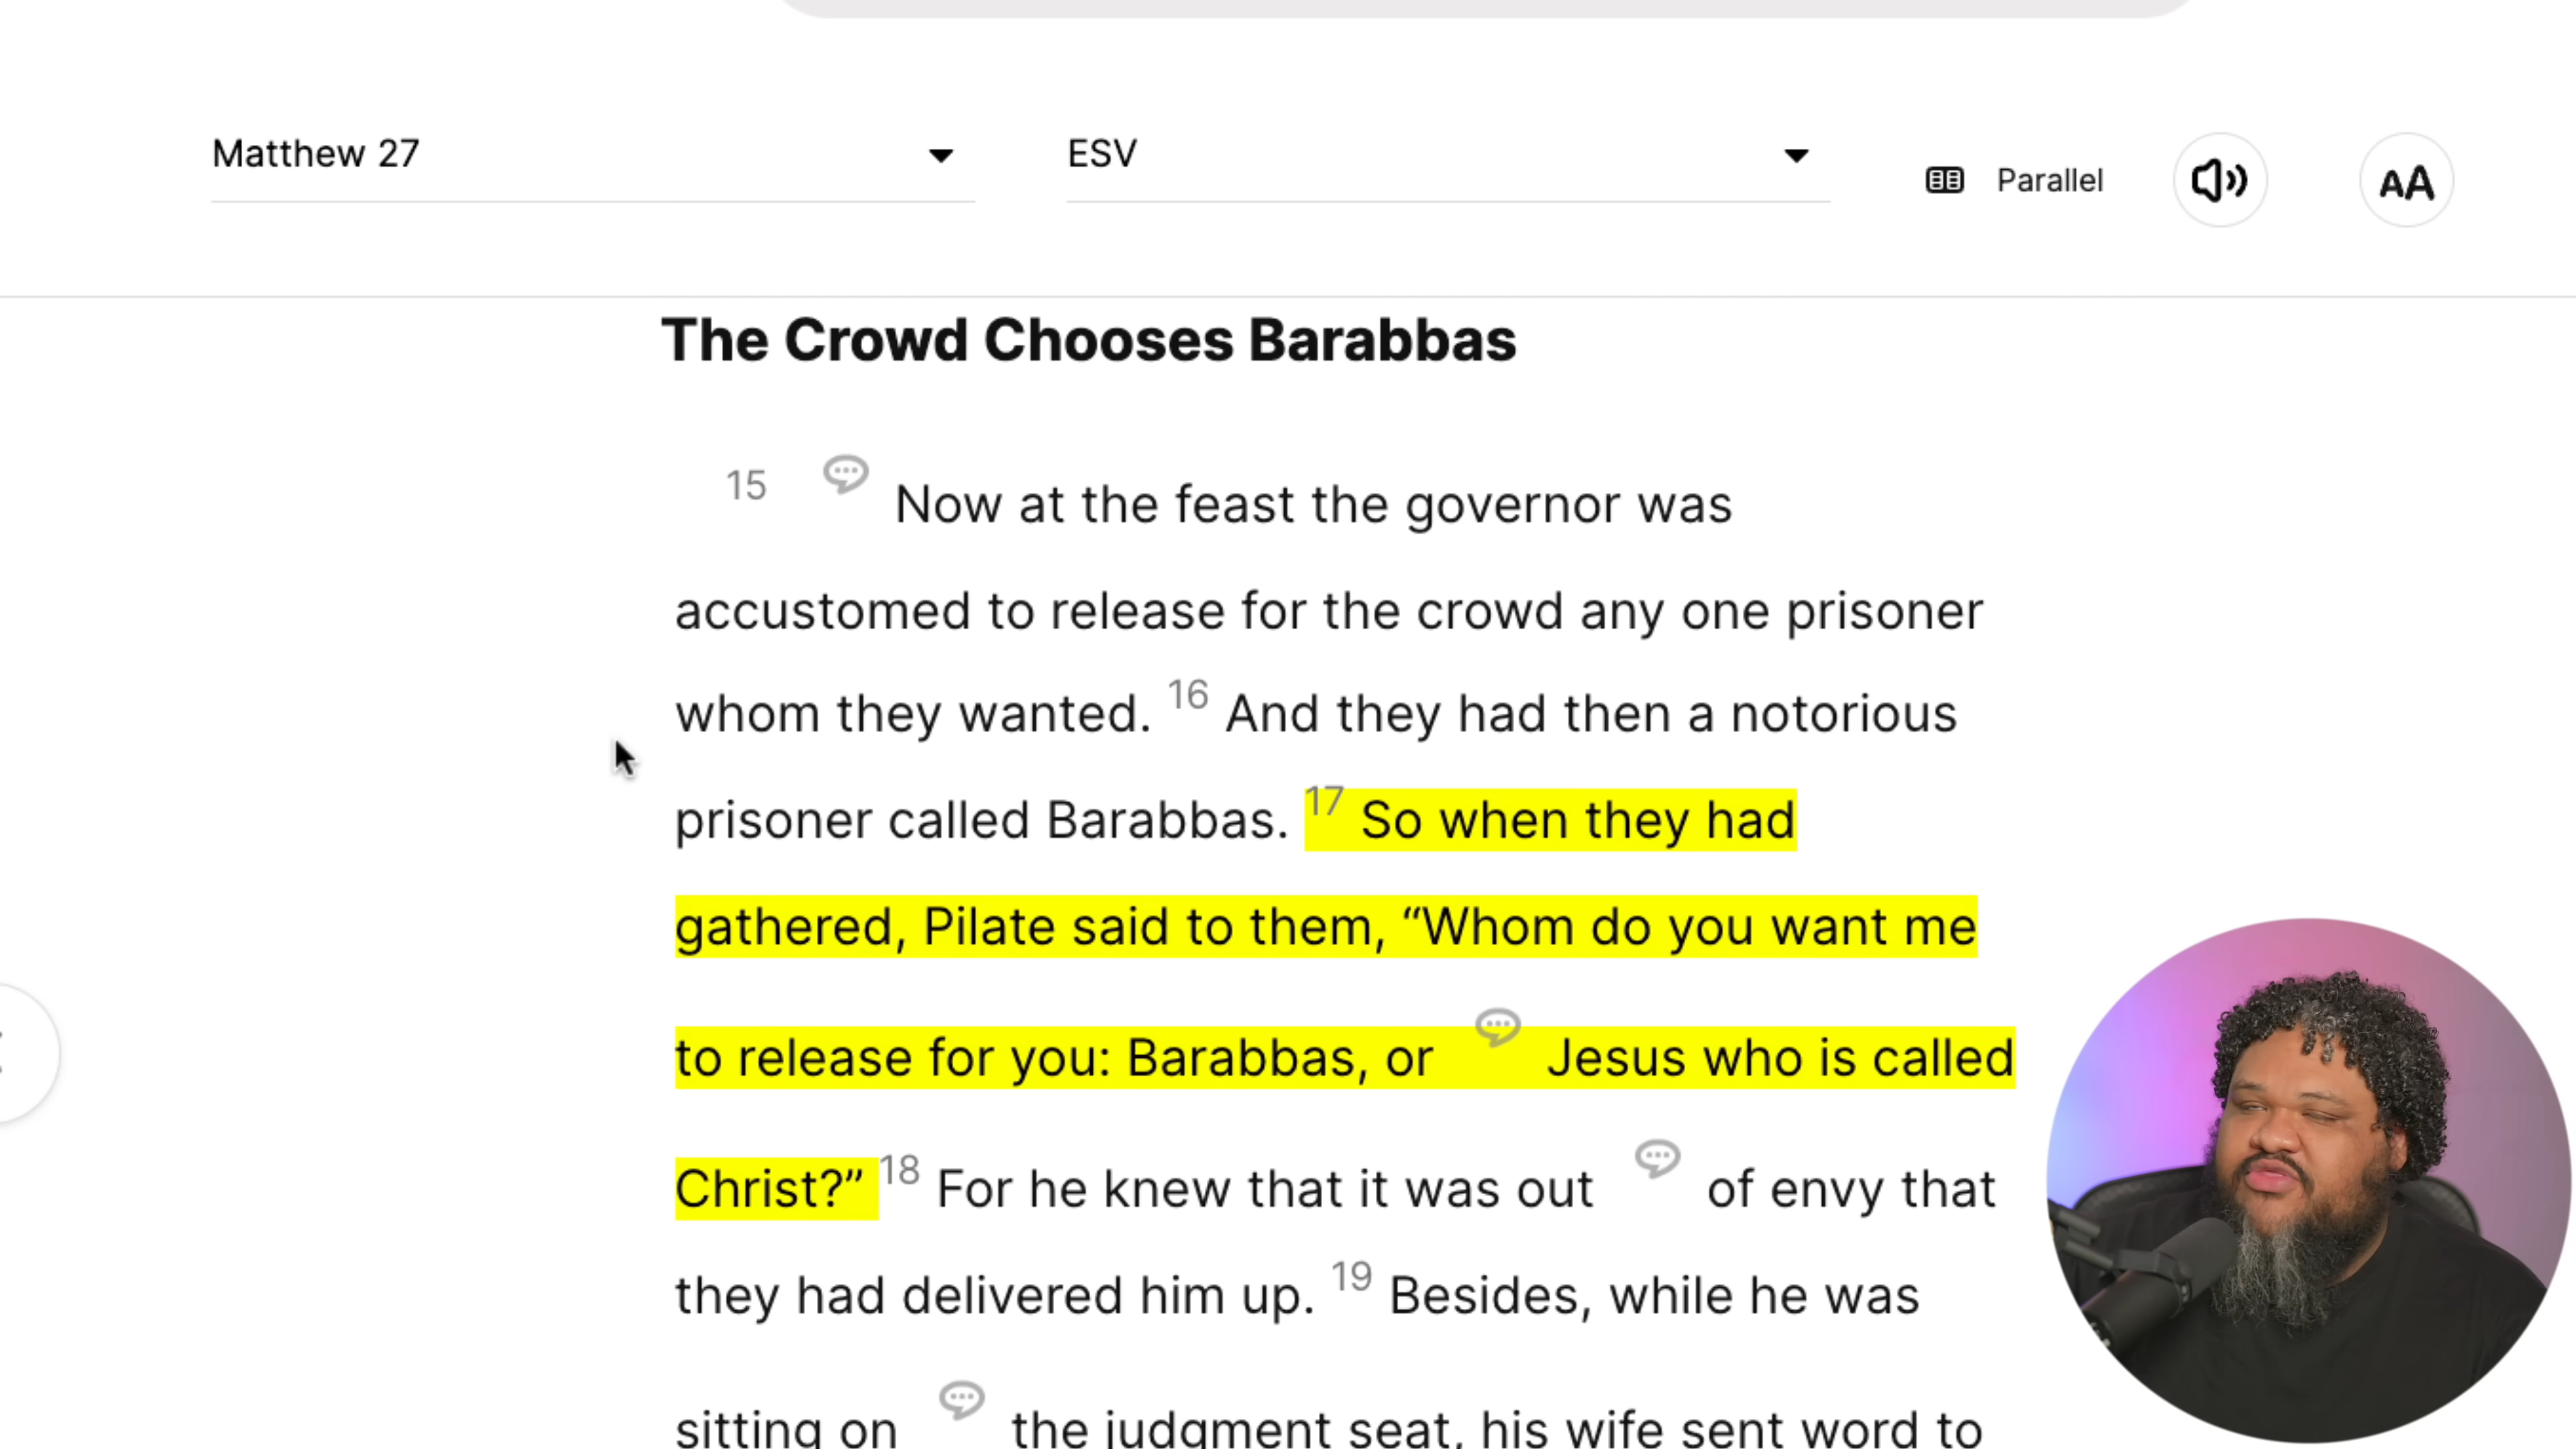 Matthew 27
ESV
Parallel
AA
The Crowd Chooses Barabbas
15 Now at the feast the governor was
accustomed to release for the crowd any one prisoner
whom they wanted. 16 And they had then a notorious
prisoner called Barabbas. 17 So when they had
gathered, Pilate said to them, “Whom do you want me
to release for you: Barabbas, or Jesus who is called
Christ?” 18 For he knew that it was out of envy that
they had delivered him up. 19 Besides, while he was
sitting on the judgment seat, his wife sent word to